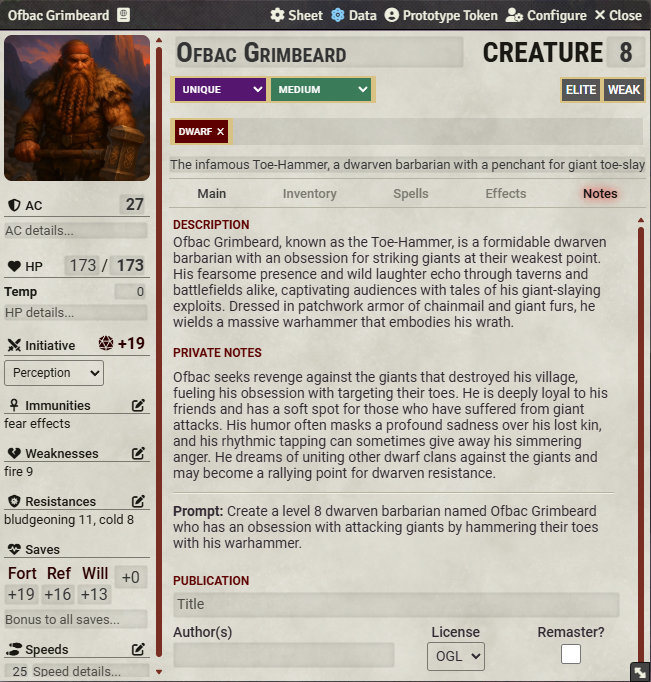 Ofbac Grimbeard Sheet Data Prototype Token Configure Close
Ofbac Grimbeard CREATURE 8
UNIQUE MEDIUM ELITE WEAK
DWARF
The infamous Toe-Hammer, a dwarven barbarian with a penchant for giant toe-slay
Main Inventory Spells Effects Notes
AC 27
AC details...
HP 173 / 173
Temp 0
HP details...
Initiative +19
Perception
Immunities
fear effects
Weaknesses
fire 9
Resistances
bludgeoning 11, cold 8
Saves
Fort Ref Will +0
+19 +16 +13
Bonus to all saves...
Speeds
25 Speed details...
DESCRIPTION
Ofbac Grimbeard, known as the Toe-Hammer, is a formidable dwarven
barbarian with an obsession for striking giants at their weakest point.
His fearsome presence and wild laughter echo through taverns and
battlefields alike, captivating audiences with tales of his giant-slaying
exploits. Dressed in patchwork armor of chainmail and giant furs, he
wields a massive warhammer that embodies his wrath.
PRIVATE NOTES
Ofbac seeks revenge against the giants that destroyed his village,
fueling his obsession with targeting their toes. He is deeply loyal to his
friends and has a soft spot for those who have suffered from giant
attacks. His humor often masks a profound sadness over his lost kin,
and his rhythmic tapping can sometimes give away his simmering
anger. He dreams of uniting other dwarf clans against the giants and
may become a rallying point for dwarven resistance.
Prompt: Create a level 8 dwarven barbarian named Ofbac Grimbeard
who has an obsession with attacking giants by hammering their toes
with his warhammer.
PUBLICATION
Title
Author(s) License Remaster?
OGL